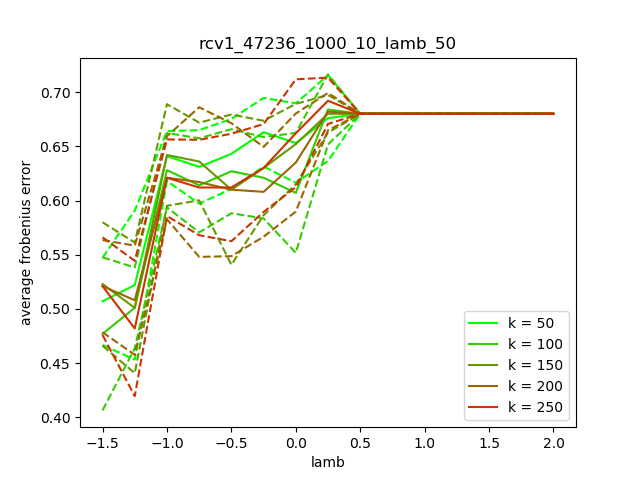 rcv1_47236_1000_10_lamb_50
average frobenius error
0.70
0.65
0.60
0.55
0.50
0.45
0.40
k = 50
k = 100
k = 150
k = 200
k = 250
−1.5 −1.0 −0.5 0.0 0.5 1.0 1.5 2.0
lamb